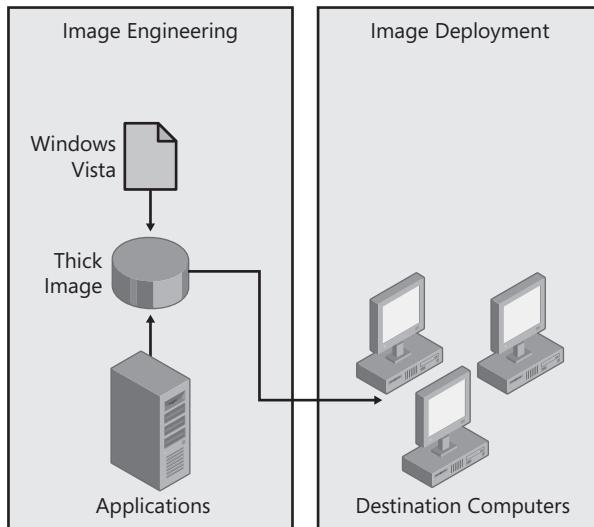 Image Engineering
Image Deployment
Windows
Vista
Thick
Image
Applications
Destination Computers